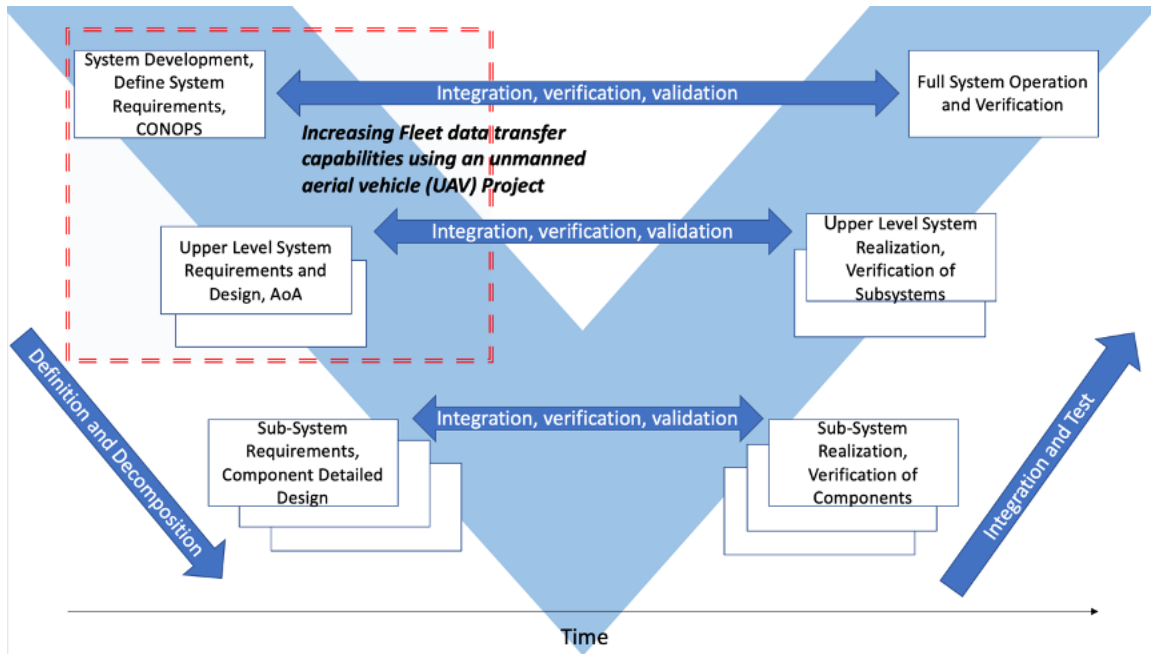 System Development,
Define System
Requirements,
CONOPS
Integration, verification, validation
Full System Operation
and Verification
Increasing Fleet data transfer
capabilities using an unmanned
aerial vehicle (UAV) Project
Upper Level System
Requirements and
Design, AoA
Integration, verification, validation
Upper Level System
Realization,
Verification of
Subsystems
Definition and Decomposition
Sub-System
Requirements,
Component Detailed
Design
Integration, verification, validation
Sub-System
Realization,
Verification of
Components
Integration and Test
Time